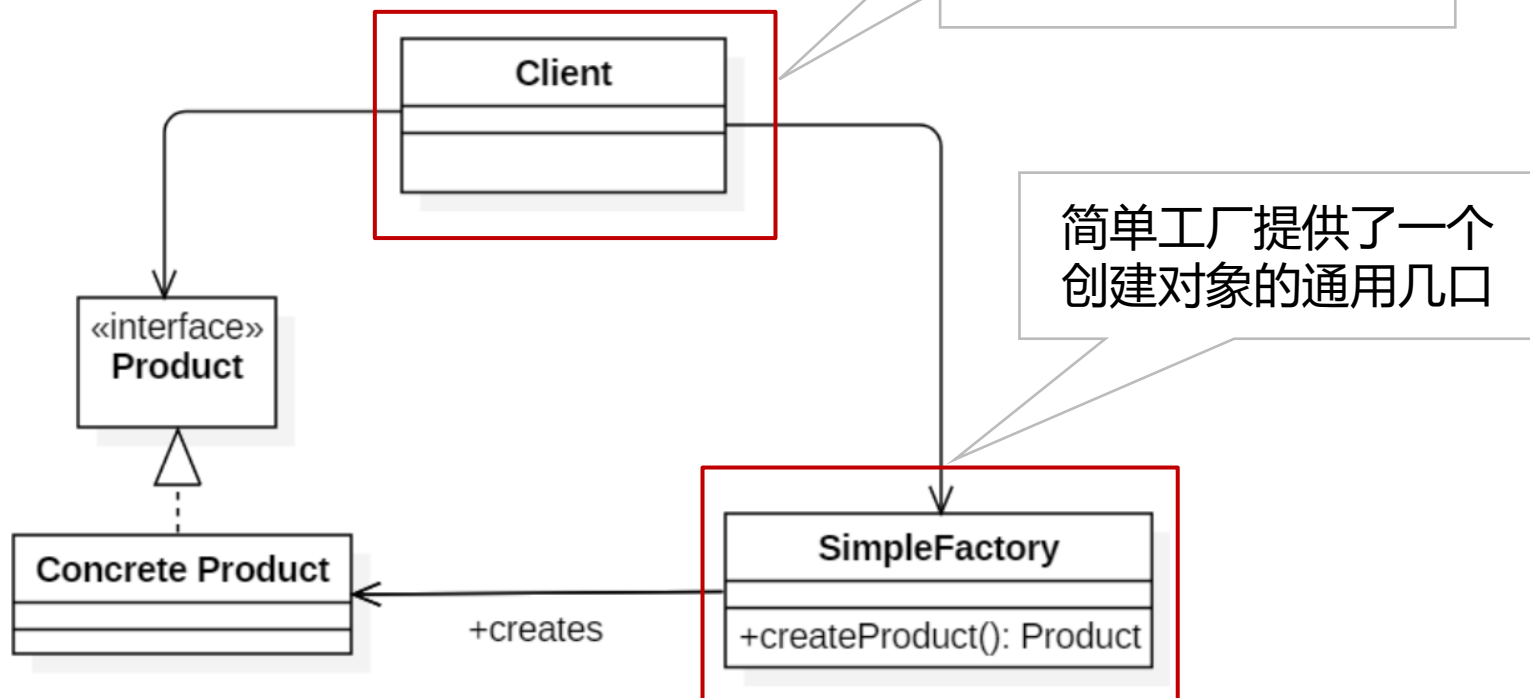 Client
简单工厂提供了一个
创建对象的通用几口
«interface»
Product
Concrete Product
SimpleFactory
+creates
+createProduct(): Product